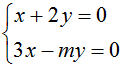 x + 2y = 0
3x − my = 0